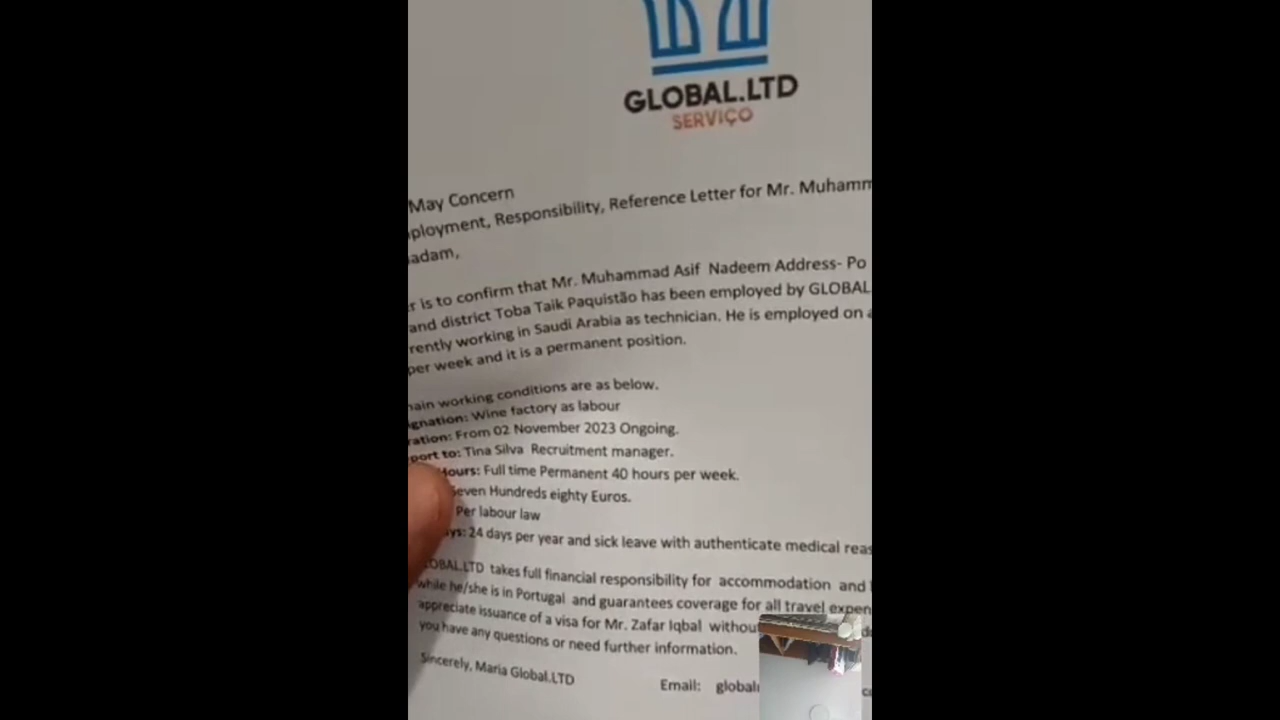 GLOBAL.LTD
SERVIÇO
May Concern
ployment, Responsibility, Reference Letter for Mr. Muhamm
adam,
r is to confirm that Mr. Muhammad Asif Nadeem Address- Po
and district Toba Taik Paquistão has been employed by GLOBAL
rently working in Saudi Arabia as technician. He is employed on a
per week and it is a permanent position.
ain working conditions are as below.
gnation: Wine factory as labour
ration: From 02 November 2023 Ongoing.
port to: Tina Silva Recruitment manager.
Hours: Full time Permanent 40 hours per week.
Seven Hundreds eighty Euros.
Per labour law
ys: 24 days per year and sick leave with authenticate medical reas
LOBAL.LTD takes full financial responsibility for accommodation and
while he/she is in Portugal and guarantees coverage for all travel expen
appreciate issuance of a visa for Mr. Zafar Iqbal withou
you have any questions or need further information.
Sincerely, Maria Global.LTD Email: global